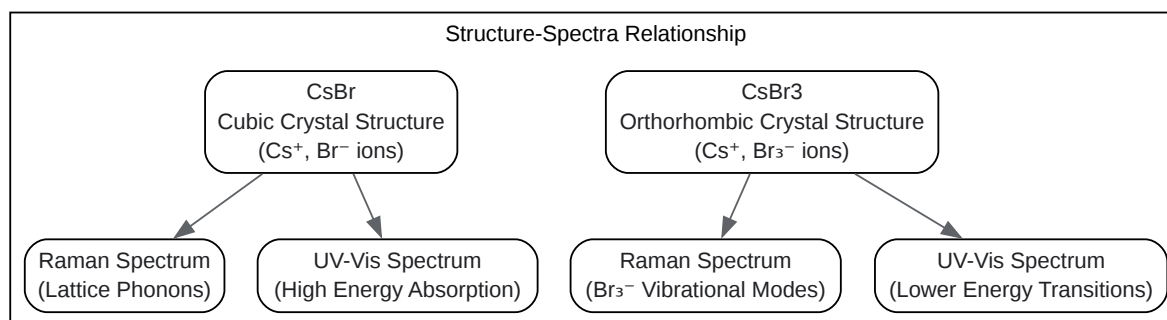 Structure-Spectra Relationship
CsBr
Cubic Crystal Structure
(Cs⁺, Br⁻ ions)
CsBr3
Orthorhombic Crystal Structure
(Cs⁺, Br₃⁻ ions)
Raman Spectrum
(Lattice Phonons)
UV-Vis Spectrum
(High Energy Absorption)
Raman Spectrum
(Br₃⁻ Vibrational Modes)
UV-Vis Spectrum
(Lower Energy Transitions)